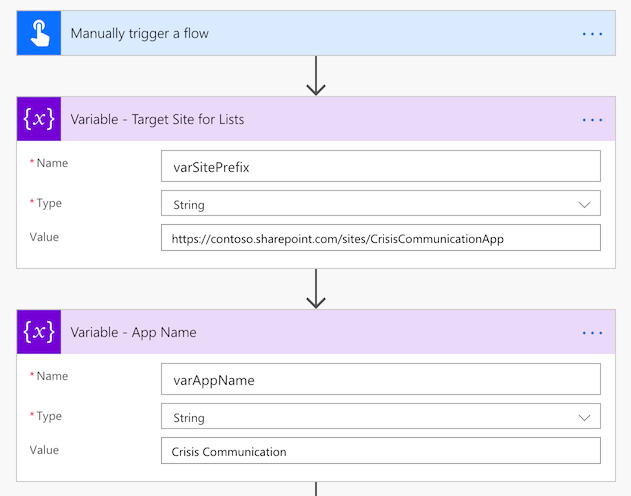 Manually trigger a flow
...
{x} Variable - Target Site for Lists
...
* Name varSitePrefix
* Type String
Value https://contoso.sharepoint.com/sites/CrisisCommunicationApp
{x} Variable - App Name
...
* Name varAppName
* Type String
Value Crisis Communication